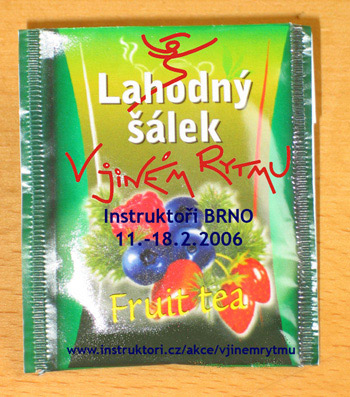 Lahodný
šálek
V jiném RYTMU
Instruktoři BRNO
11.-18.2.2006
Fruit tea
www.instruktori.cz/akce/vjinemrytmu